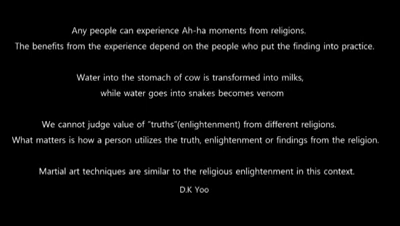 Any people can experience Ah-ha moments from religions.
The benefits from the experience depend on the people who put the finding into practice.
Water into the stomach of cow is transformed into milks,
while water goes into snakes becomes venom
We cannot judge value of "truths"(enlightenment) from different religions.
What matters is how a person utilizes the truth, enlightenment or findings from the religion.
Martial art techniques are similar to the religious enlightenment in this context.
D.K Yoo